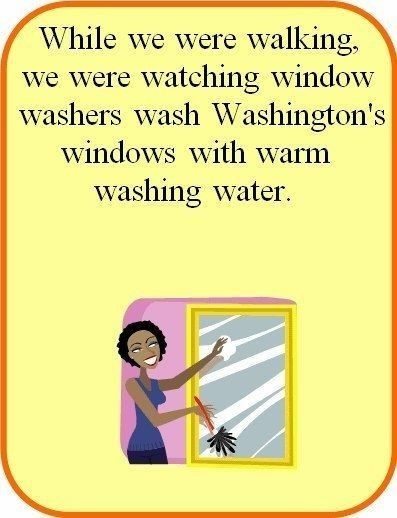 While we were walking,
we were watching window
washers wash Washington's
windows with warm
washing water.